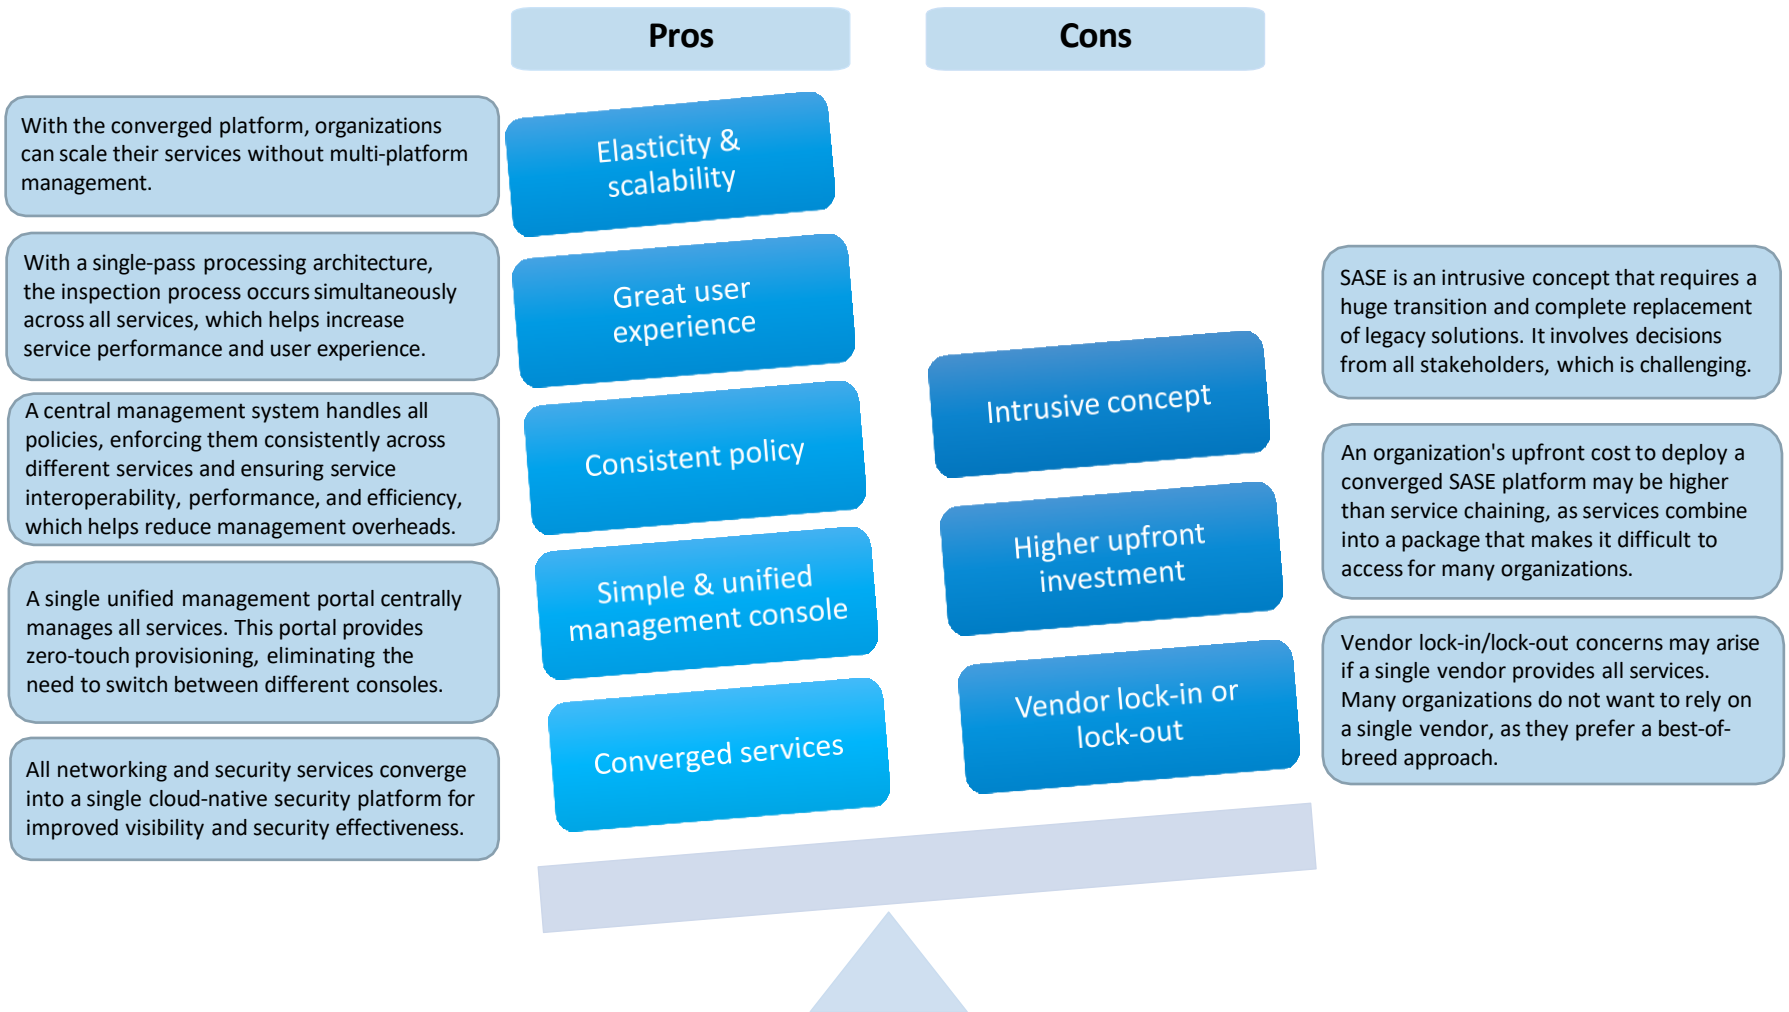 Pros
Cons
With the converged platform, organizations
can scale their services without multi-platform
management.
Elasticity &
scalability
With a single-pass processing architecture,
the inspection process occurs simultaneously
across all services, which helps increase
service performance and user experience.
Great user
experience
A central management system handles all
policies, enforcing them consistently across
different services and ensuring service
interoperability, performance, and efficiency,
which helps reduce management overheads.
Consistent policy
A single unified management portal centrally
manages all services. This portal provides
zero-touch provisioning, eliminating the
need to switch between different consoles.
Simple & unified
management console
All networking and security services converge
into a single cloud-native security platform for
improved visibility and security effectiveness.
Converged services
Intrusive concept
SASE is an intrusive concept that requires a
huge transition and complete replacement
of legacy solutions. It involves decisions
from all stakeholders, which is challenging.
Higher upfront
investment
An organization's upfront cost to deploy a
converged SASE platform may be higher
than service chaining, as services combine
into a package that makes it difficult to
access for many organizations.
Vendor lock-in or
lock-out
Vendor lock-in/lock-out concerns may arise
if a single vendor provides all services.
Many organizations do not want to rely on
a single vendor, as they prefer a best-of-
breed approach.